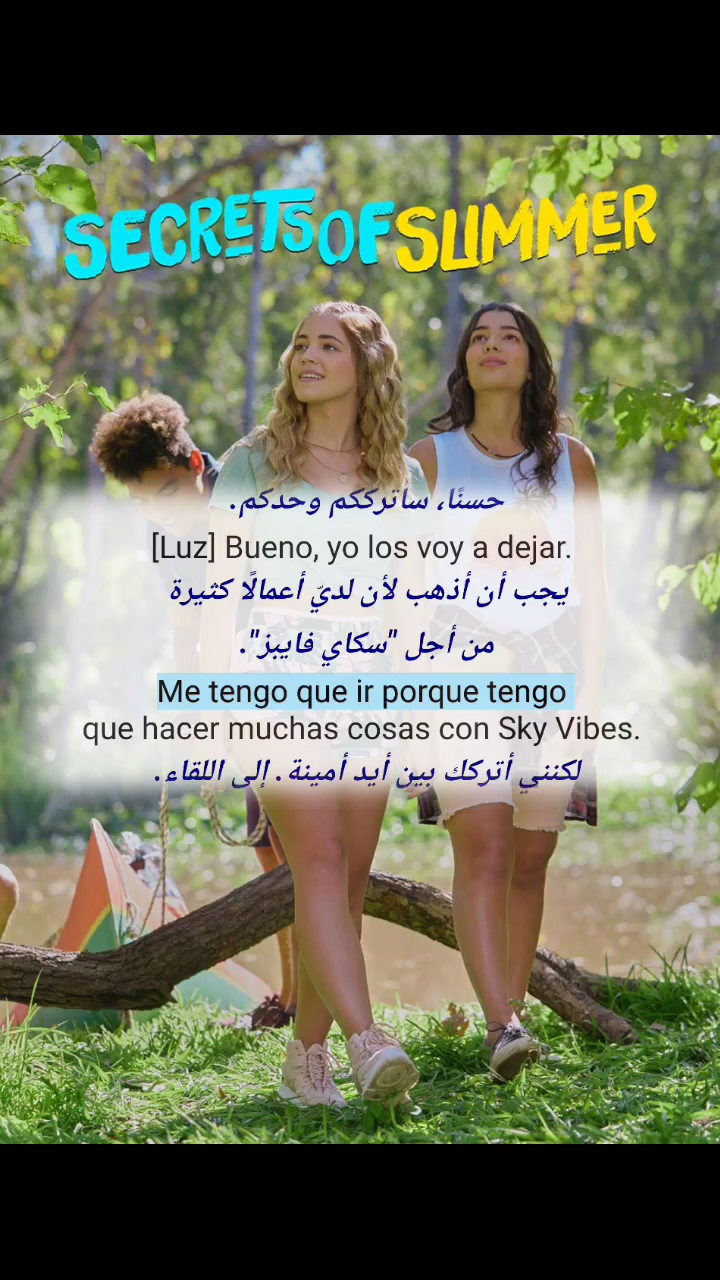 SECRETS OF SUMMER
حسنًا، سأترككم وحدكم.
[Luz] Bueno, yo los voy a dejar.
يجب أن أذهب لأن لديّ أعمالًا كثيرة
من أجل "سكاي فايبز".
Me tengo que ir porque tengo
que hacer muchas cosas con Sky Vibes.
لكنني أتركك بين أيد أمينة. إلى اللقاء.